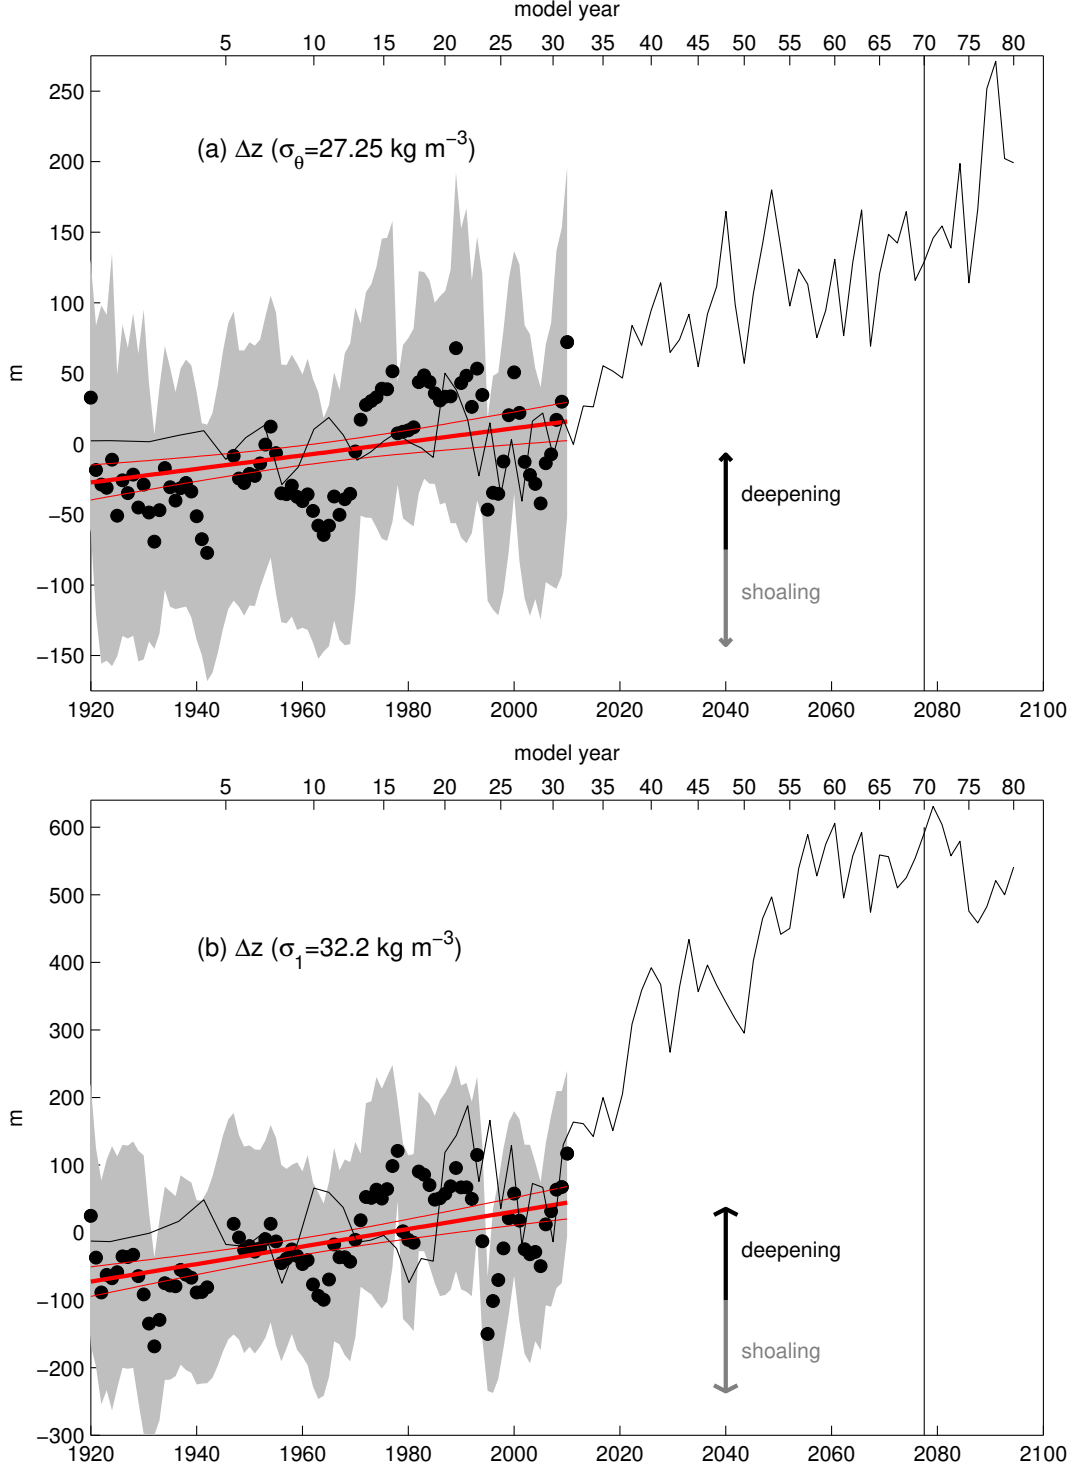 model year
5 10 15 20 25 30 35 40 45 50 55 60 65 70 75 80
250
(a) Δz (σθ=27.25 kg m−3)
200
150
100
50
m
0
deepening
−50
−100
shoaling
−150
1920 1940 1960 1980 2000 2020 2040 2060 2080 2100
model year
5 10 15 20 25 30 35 40 45 50 55 60 65 70 75 80
600
500
(b) Δz (σ1=32.2 kg m−3)
400
300
200
m
100
0
deepening
−100
shoaling
−200
−300
1920 1940 1960 1980 2000 2020 2040 2060 2080 2100